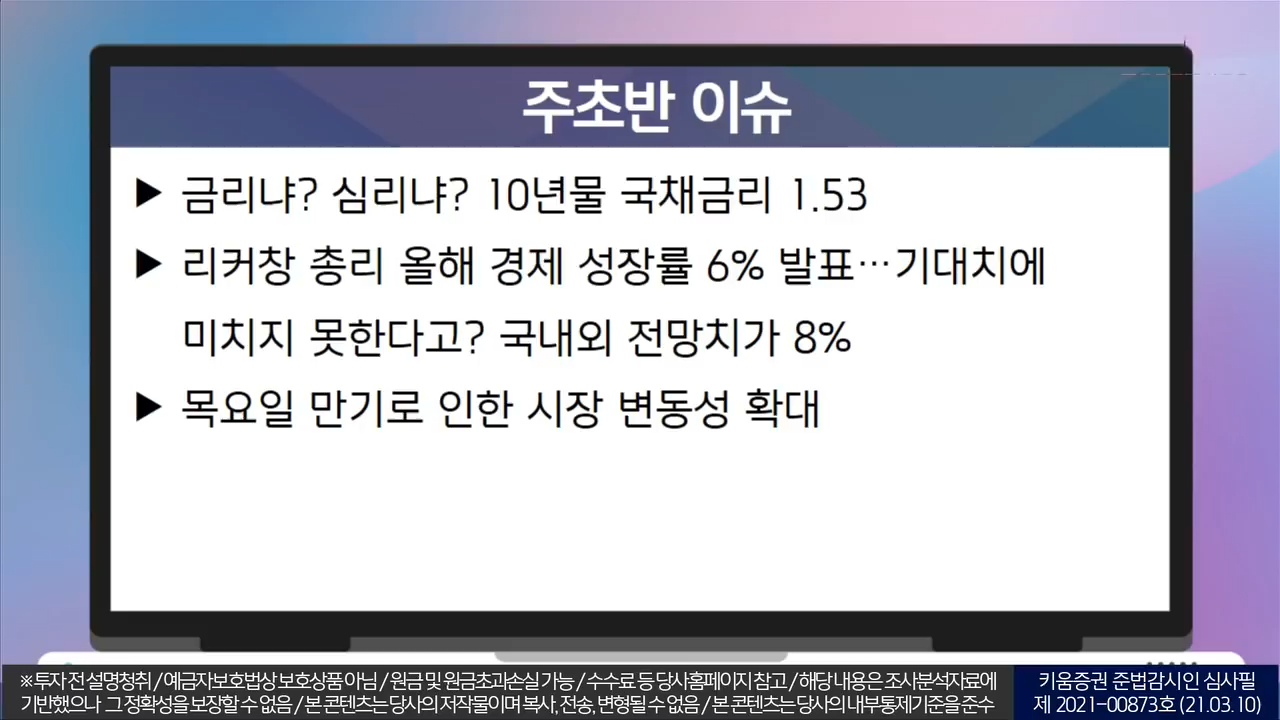 주초반 이슈
▶ 금리냐? 심리냐? 10년물 국채금리 1.53
▶ 리커창 총리 올해 경제 성장률 6% 발표…기대치에
미치지 못한다고? 국내외 전망치가 8%
▶ 목요일 만기로 인한 시장 변동성 확대
※ 투자 전 설명청취 / 예금자보호법상 보호상품 아님 / 원금 및 원금초과손실 가능 / 수수료 등 당사홈페이지 참고 / 해당 내용은 조사분석자료에
기반했으나 그 정확성을 보장할 수 없음 / 본 콘텐츠는 당사의 저작물이며 복사, 전송, 변형될 수 없음 / 본 콘텐츠는 당사의 내부통제기준을 준수
키움증권 준법감시인 심사필
제 2021-00873호 (21.03.10)